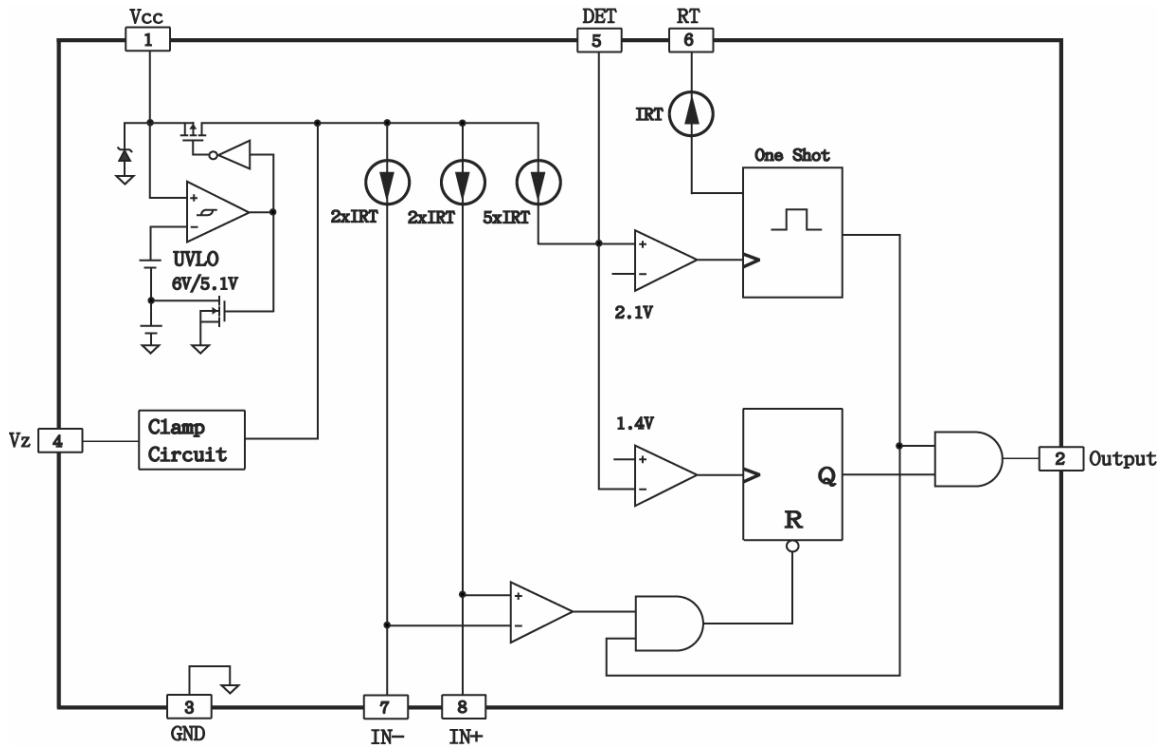 Vcc
1
DET
5
RT
6
IRT
One Shot
2xIRT
2xIRT
5xIRT
+
-
UVLO
6V/5.1V
+
-
2.1V
Vz
4
Clamp
Circuit
1.4V
+
-
Q
R
2
Output
+
-
3
GND
7
IN-
8
IN+